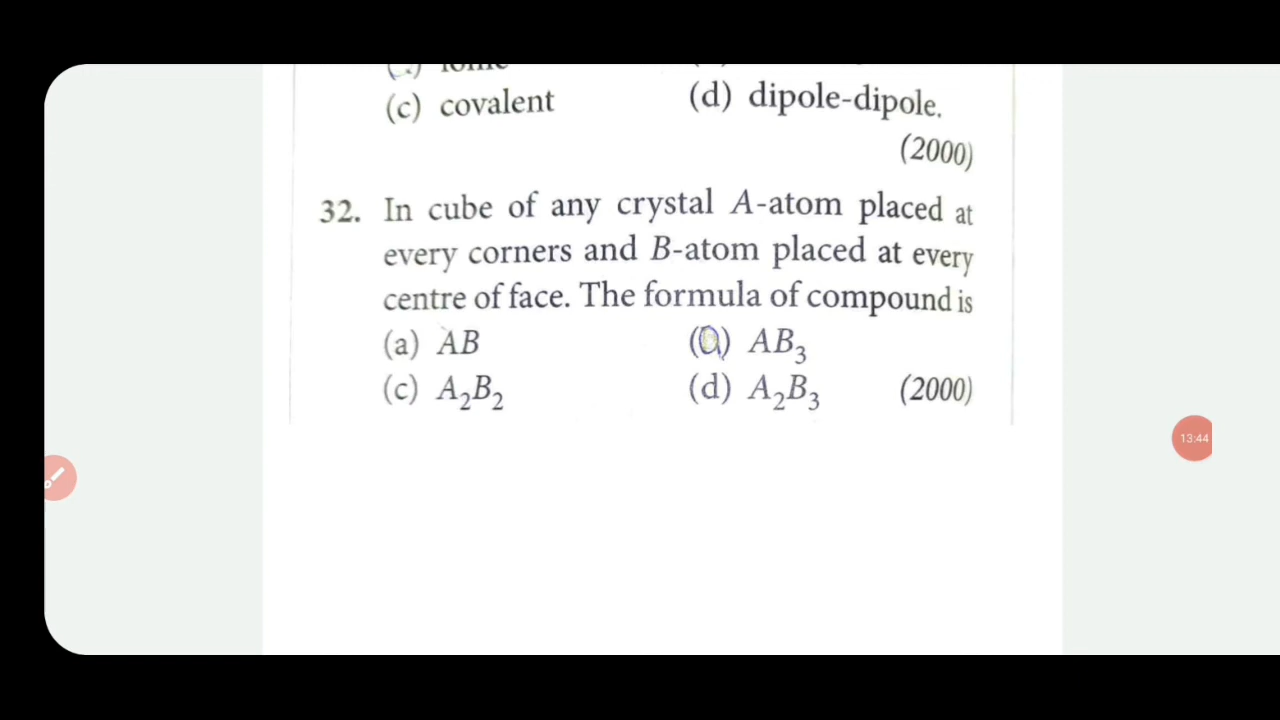 (c) covalent (d) dipole-dipole.
(2000)
32. In cube of any crystal A-atom placed at
every corners and B-atom placed at every
centre of face. The formula of compound is
(a) AB () AB₃
(c) A₂B₂ (d) A₂B₃ (2000)
13:44